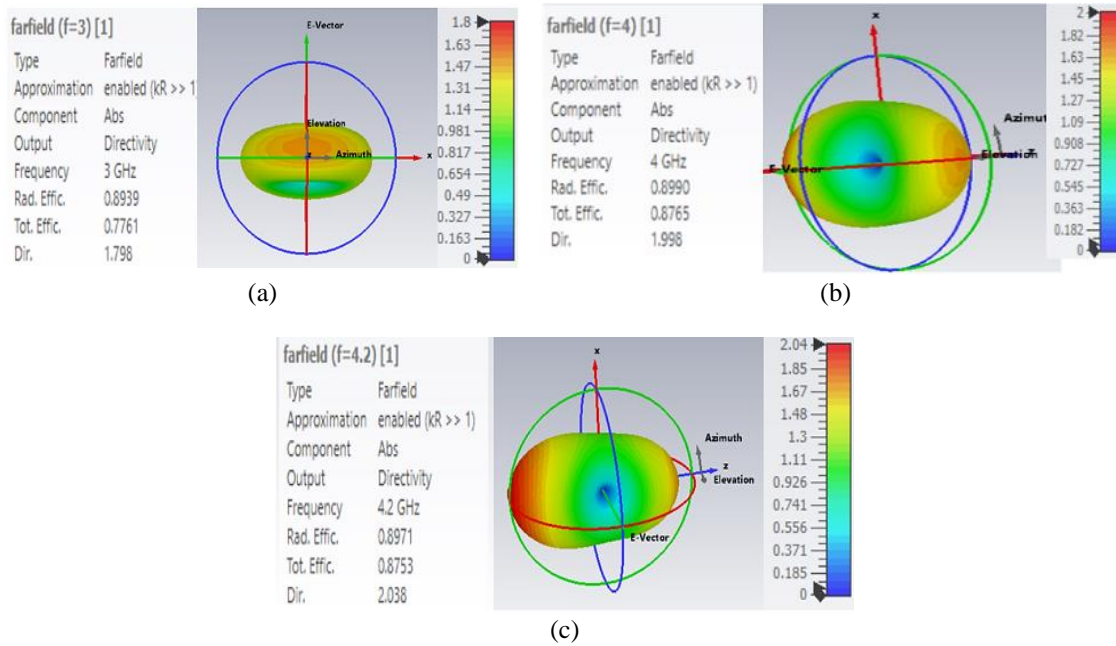 farfield (f=3) [1]
Type Farfield
Approximation enabled (kR >> 1)
Component Abs
Output Directivity
Frequency 3 GHz
Rad. Effic. 0.8939
Tot. Effic. 0.7761
Dir. 1.798
E-Vector
Elevation
z
Azimuth
x
1.8
1.63
1.47
1.31
1.14
0.981
0.817
0.654
0.49
0.327
0.163
0
(a)
farfield (f=4) [1]
Type Farfield
Approximation enabled (kR >> 1)
Component Abs
Output Directivity
Frequency 4 GHz
Rad. Effic. 0.8990
Tot. Effic. 0.8765
Dir. 1.998
x
Azimut
Elevation
z
E-Vector
2
1.82
1.63
1.45
1.27
1.09
0.908
0.727
0.545
0.363
0.182
0
(b)
farfield (f=4.2) [1]
Type Farfield
Approximation enabled (kR >> 1)
Component Abs
Output Directivity
Frequency 4.2 GHz
Rad. Effic. 0.8971
Tot. Effic. 0.8753
Dir. 2.038
x
Azimuth
z
Elevation
E-Vector
2.04
1.85
1.67
1.48
1.3
1.11
0.926
0.741
0.556
0.371
0.185
0
(c)